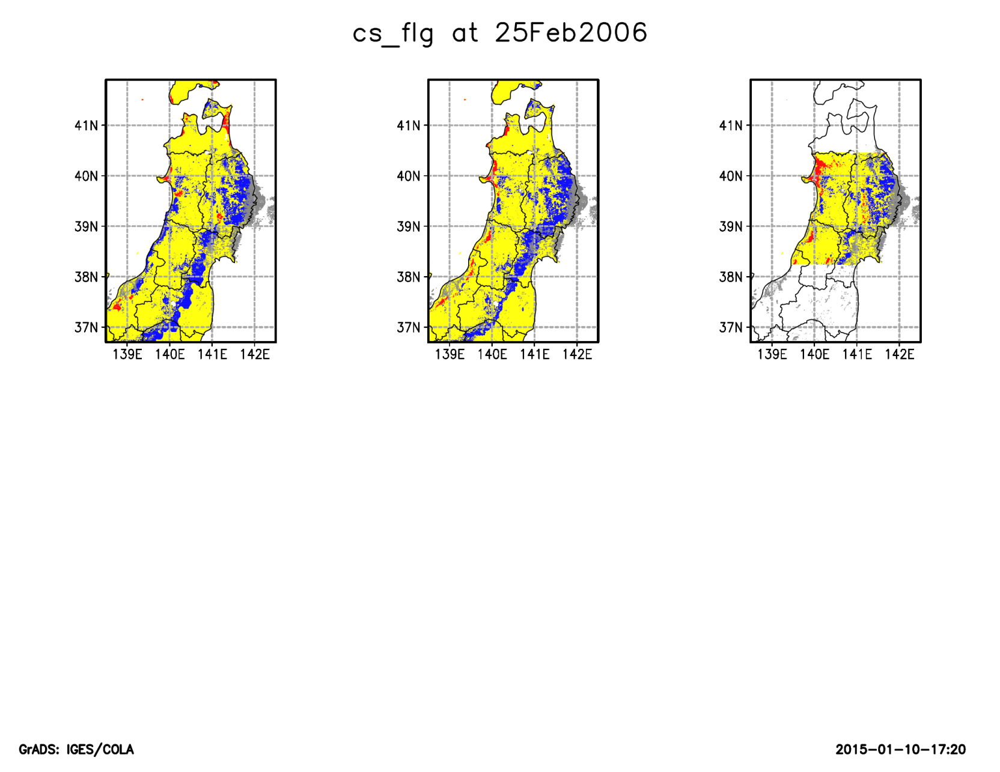 cs_flg at 25Feb2006
41N 41N 41N
40N 40N 40N
39N 39N 39N
38N 38N 38N
37N 37N 37N
139E 140E 141E 142E 139E 140E 141E 142E 139E 140E 141E 142E
GrADS: IGES/COLA 2015-01-10-17:20